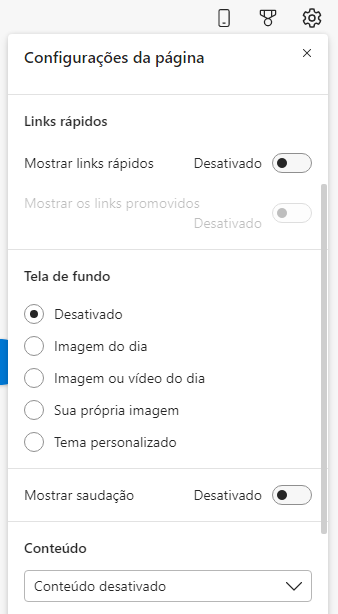 Configurações da página
Links rápidos
Mostrar links rápidos Desativado
Mostrar os links promovidos
Desativado
Tela de fundo
Desativado
Imagem do dia
Imagem ou vídeo do dia
Sua própria imagem
Tema personalizado
Mostrar saudação Desativado
Conteúdo
Conteúdo desativado